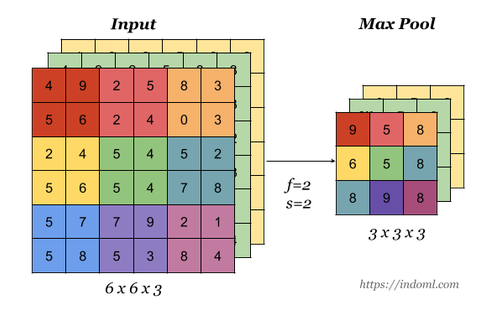 Input
Max Pool
4 9 2 5 8 3
5 6 2 4 0 3
2 4 5 4 5 2
5 6 5 4 7 8
5 7 7 9 2 1
5 8 5 3 8 4
9 5 8
6 5 8
8 9 8
f=2
s=2
6 x 6 x 3
3 x 3 x 3
https://indoml.com